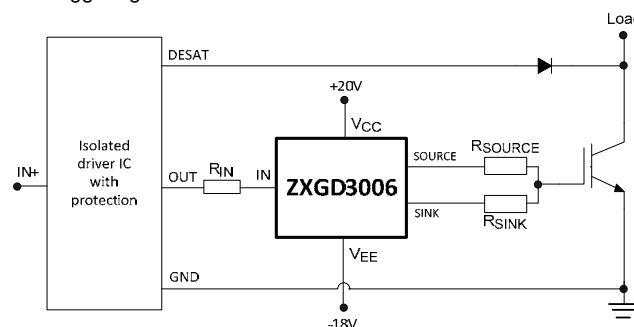 Load
DESAT
+20V
VCC
Isolated
driver IC
with
protection
IN+
OUT
RIN
IN
ZXGD3006
SOURCE
RSOURCE
SINK
RSINK
VEE
GND
-18V